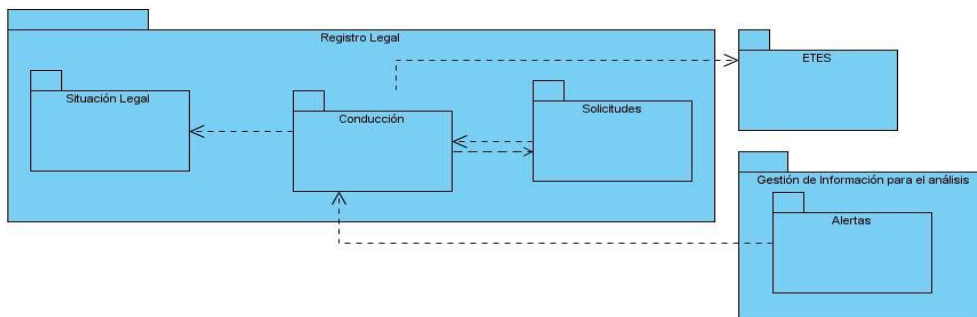 Registro Legal
Situación Legal
Conducción
Solicitudes
ETES
Gestión de Información para el análisis
Alertas